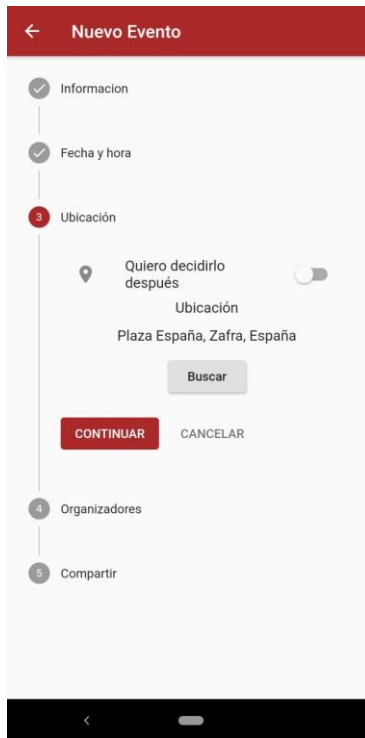 Nuevo Evento
Informacion
Fecha y hora
3 Ubicación
Quiero decidirlo
después
Ubicación
Plaza España, Zafra, España
Buscar
CONTINUAR CANCELAR
4 Organizadores
5 Compartir